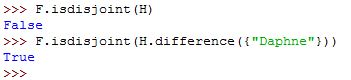 >>> F.isdisjoint(H)
False
>>> F.isdisjoint(H.difference({"Daphne"}))
True
>>>